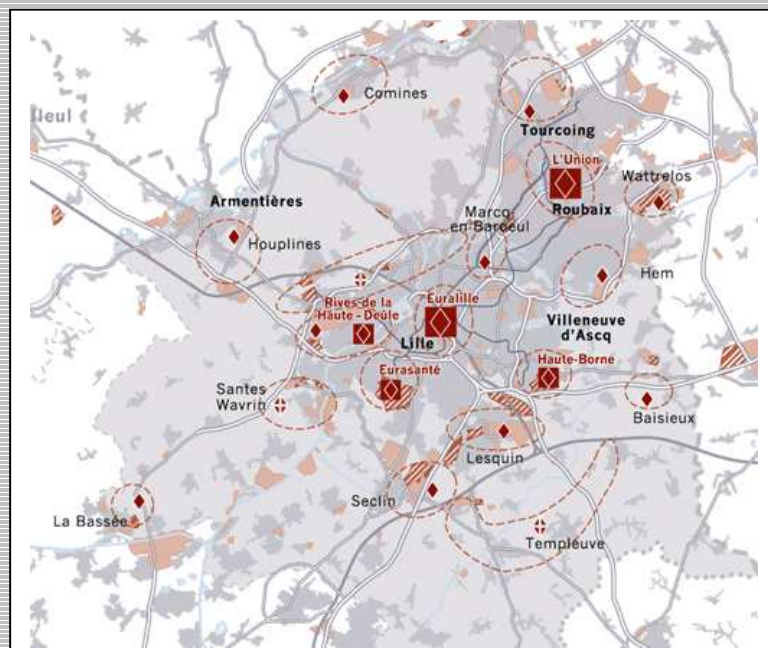 Comines
lleul
Tourcoing
L'Union
Wattrelos
Armentières
Roubaix
Marcq
en Barœul
Houplines
Hem
Rives de la
Haute - Deûle
Euralille
Villeneuve
d'Ascq
Lille
Eurasanté
Haute-Borne
Santes
Wavrin
Baisieux
Lesquin
Seclin
La Bassée
Templeuve